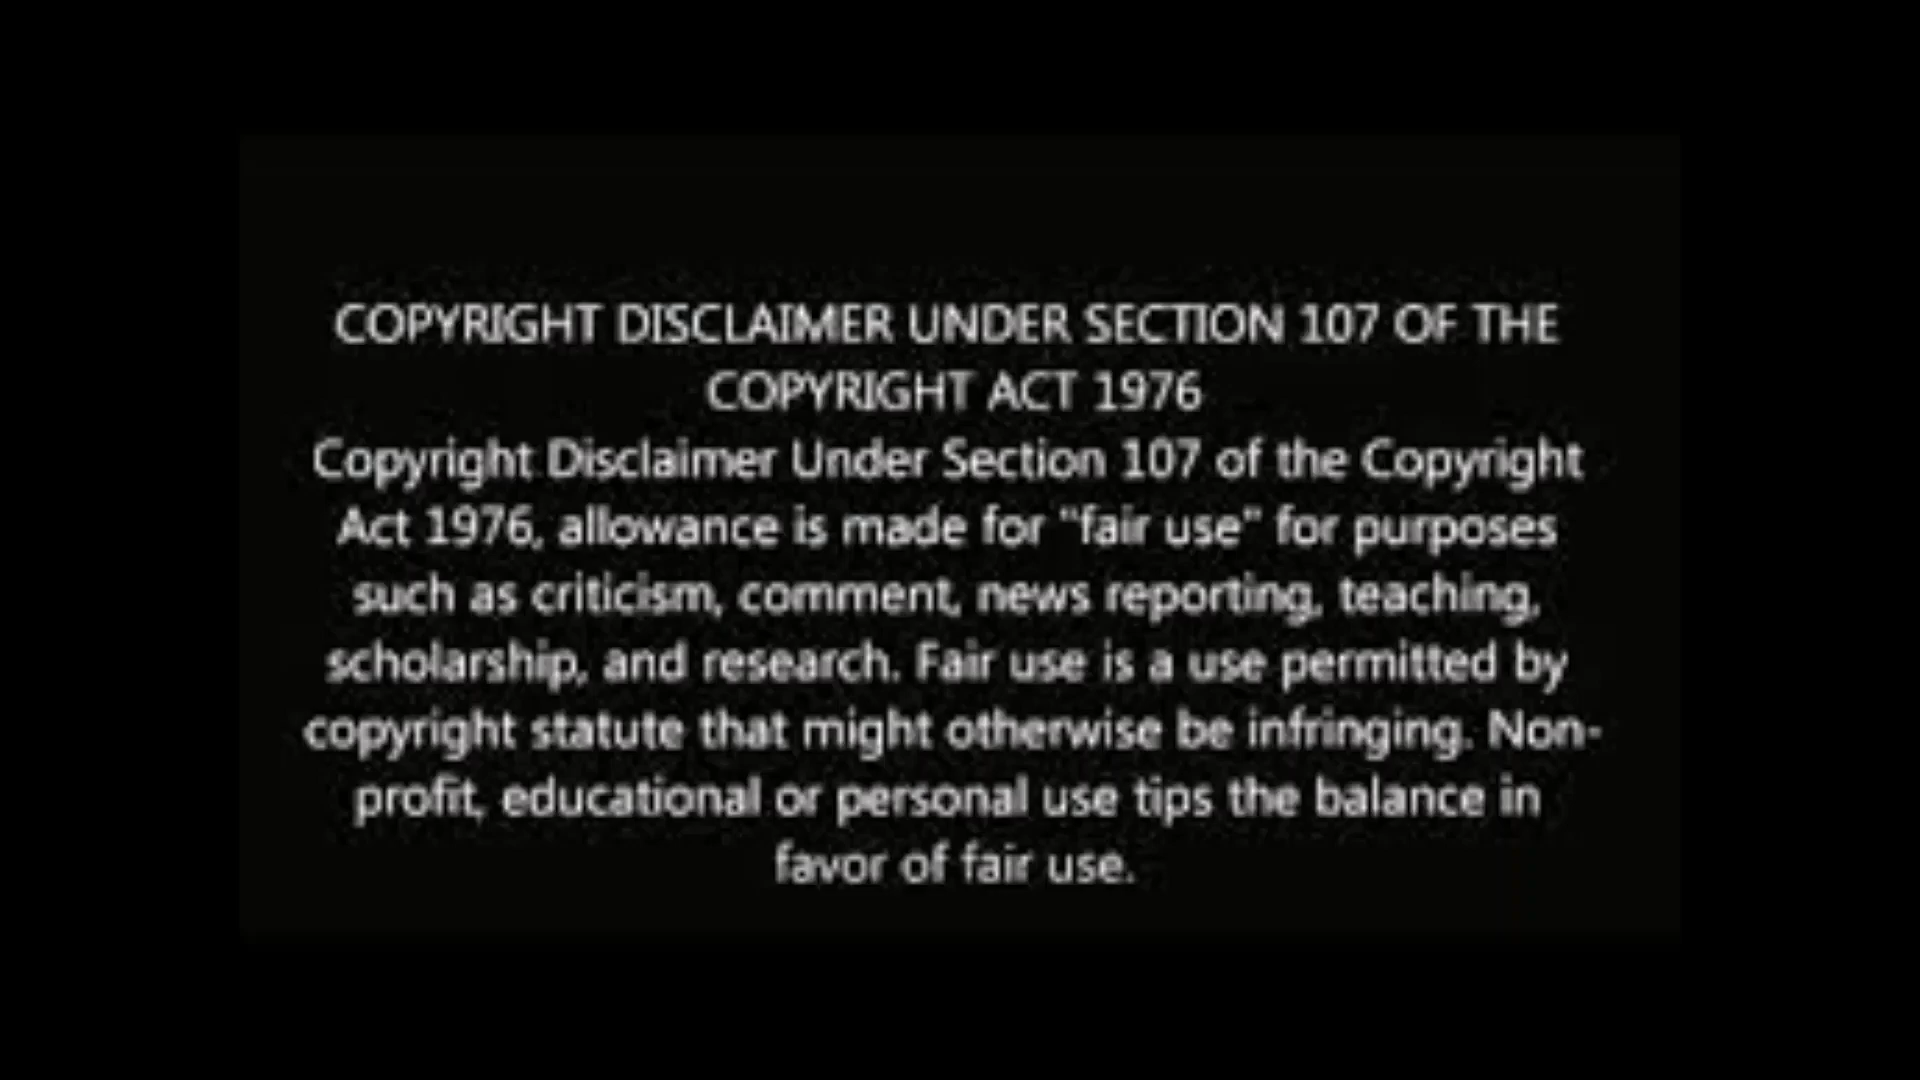 COPYRIGHT DISCLAIMER UNDER SECTION 107 OF THE
COPYRIGHT ACT 1976
Copyright Disclaimer Under Section 107 of the Copyright
Act 1976, allowance is made for "fair use" for purposes
such as criticism, comment, news reporting, teaching,
scholarship, and research. Fair use is a use permitted by
copyright statute that might otherwise be infringing. Non-
profit, educational or personal use tips the balance in
favor of fair use.